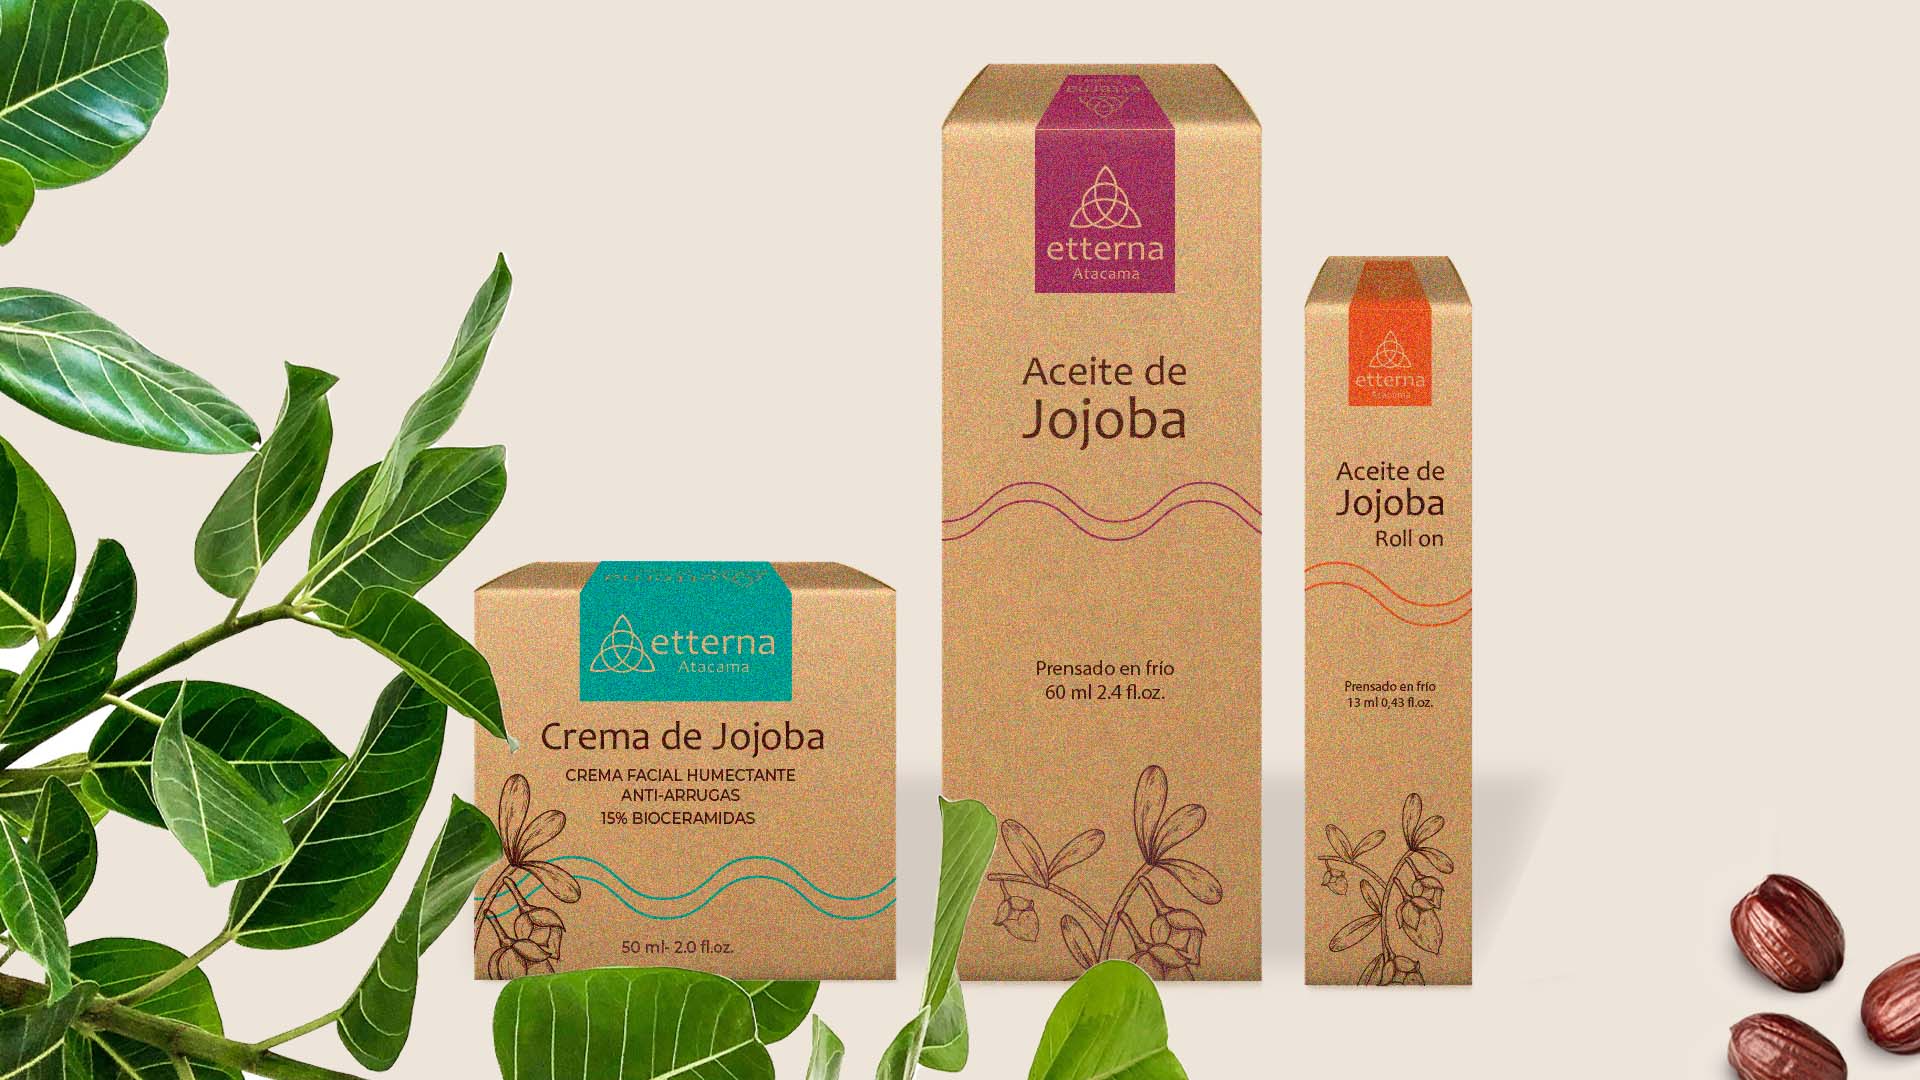 etterna
Atacama
Crema de Jojoba
CREMA FACIAL HUMECTANTE
ANTI-ARRUGAS
15% BIOCERAMIDAS
50 ml- 2.0 fl.oz.
etterna
etterna
Atacama
Aceite de
Jojoba
Prensado en frío
60 ml 2.4 fl.oz.
etterna
Atacama
Aceite de
Jojoba
Roll on
Prensado en frío
13 ml 0,43 fl.oz.